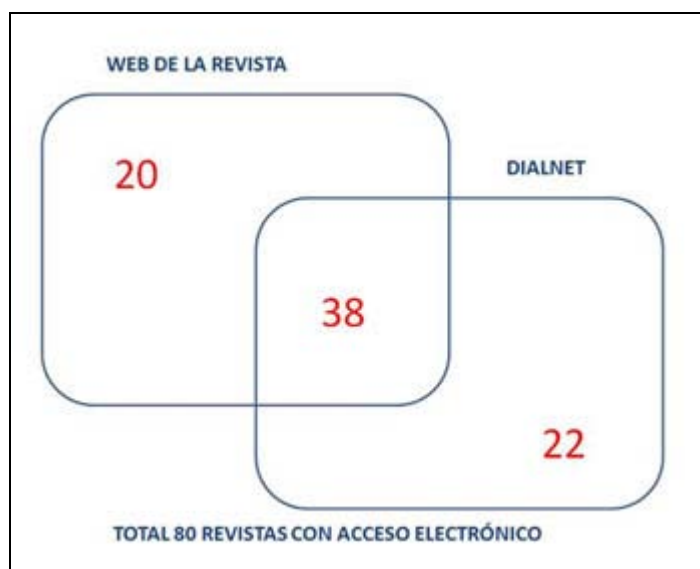 WEB DE LA REVISTA
20
DIALNET
38
22
TOTAL 80 REVISTAS CON ACCESO ELECTRÓNICO